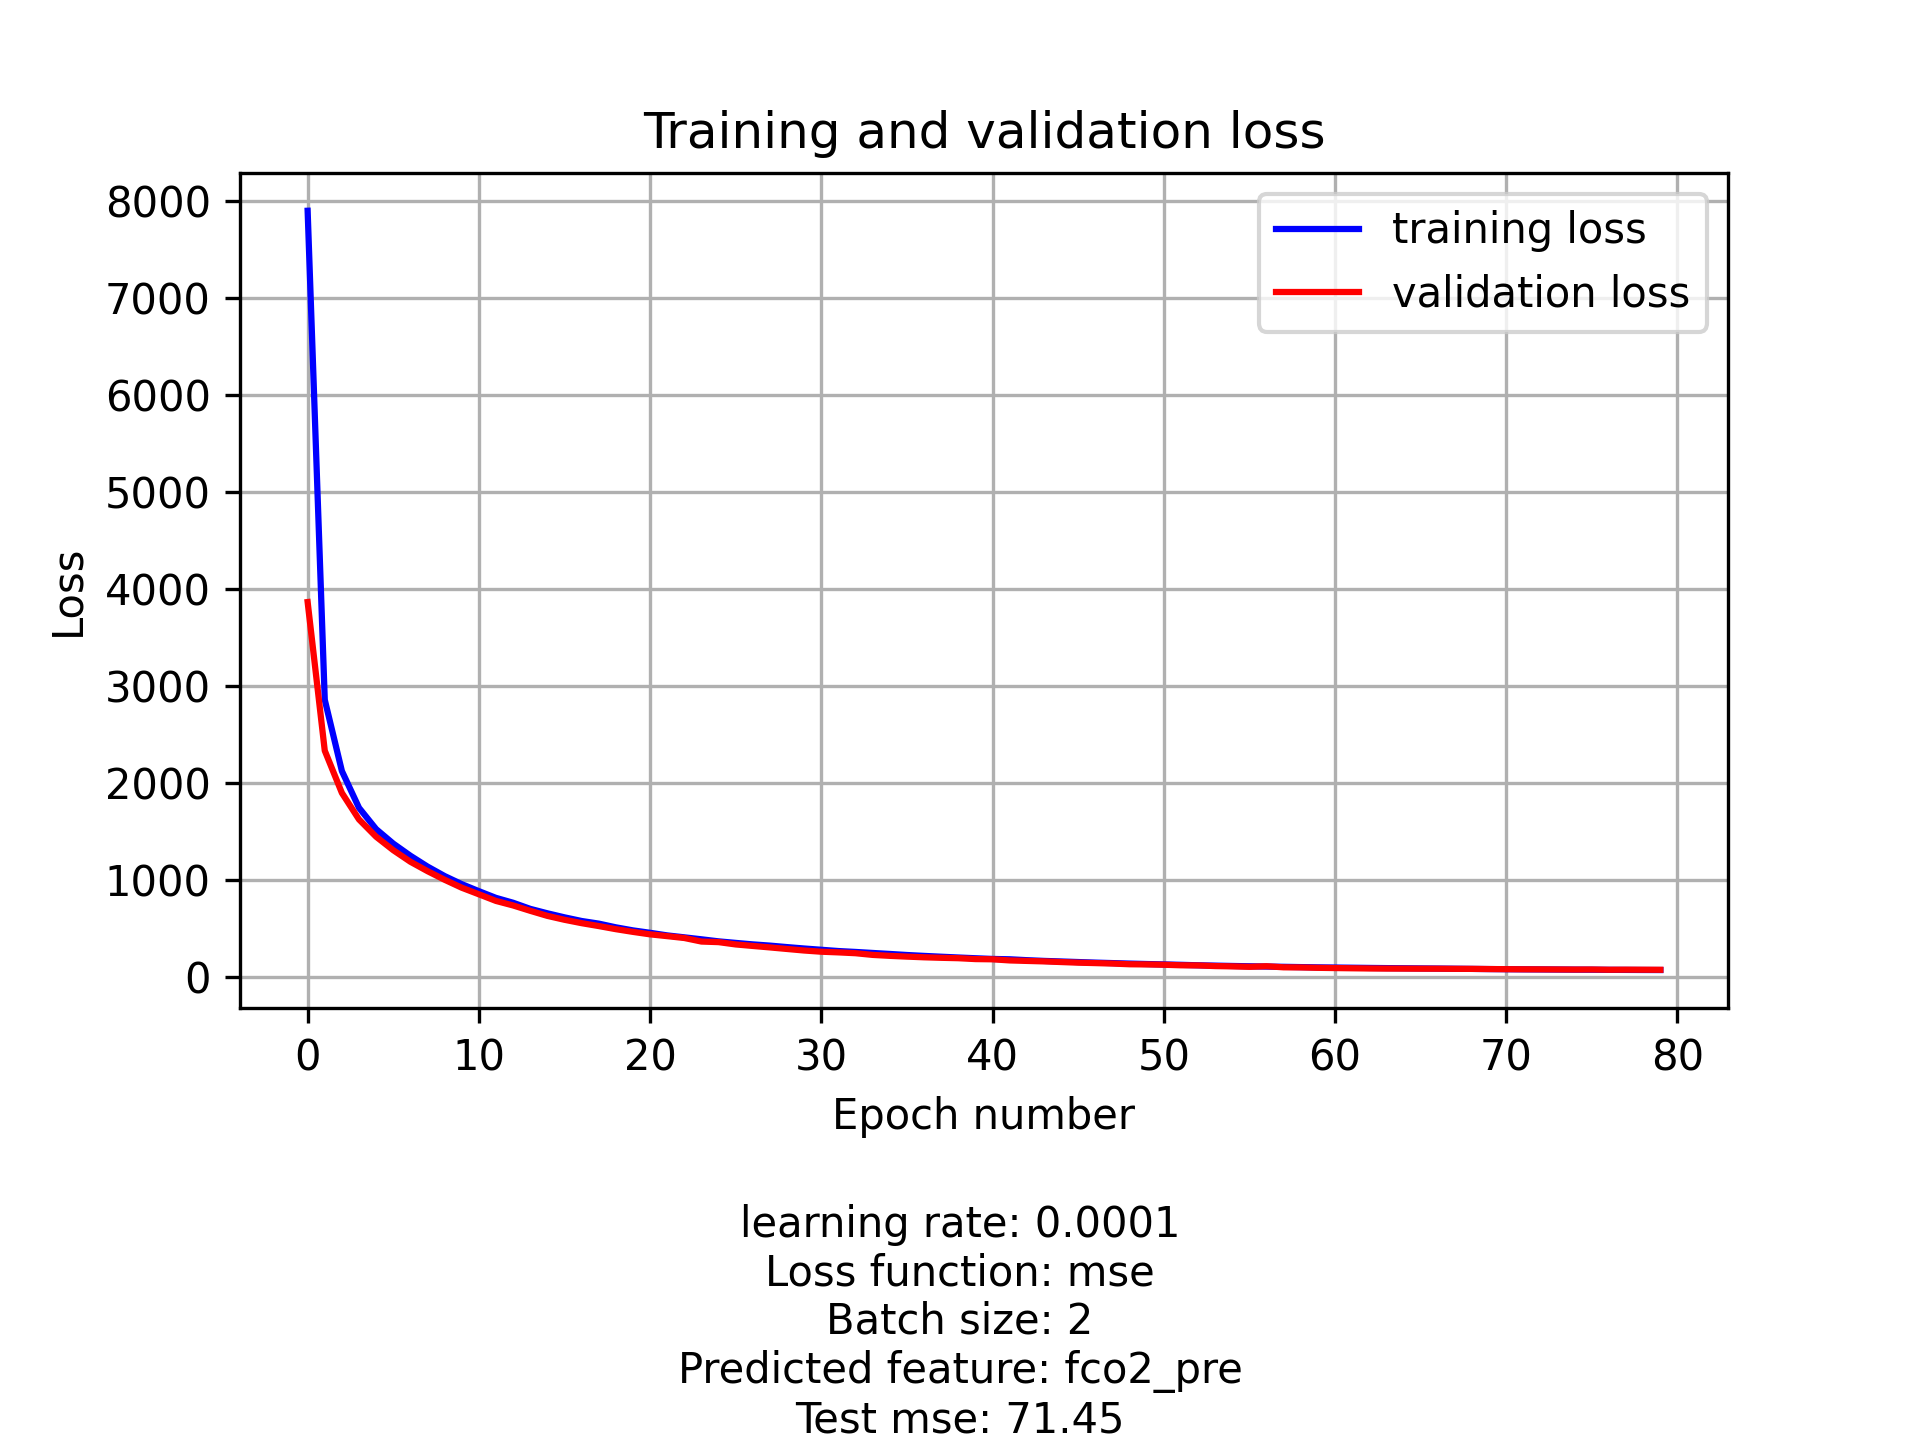 Training and validation loss
8000
7000
6000
5000
4000
3000
2000
1000
0
Loss
training loss
validation loss
0 10 20 30 40 50 60 70 80
Epoch number
learning rate: 0.0001
Loss function: mse
Batch size: 2
Predicted feature: fco2_pre
Test mse: 71.45